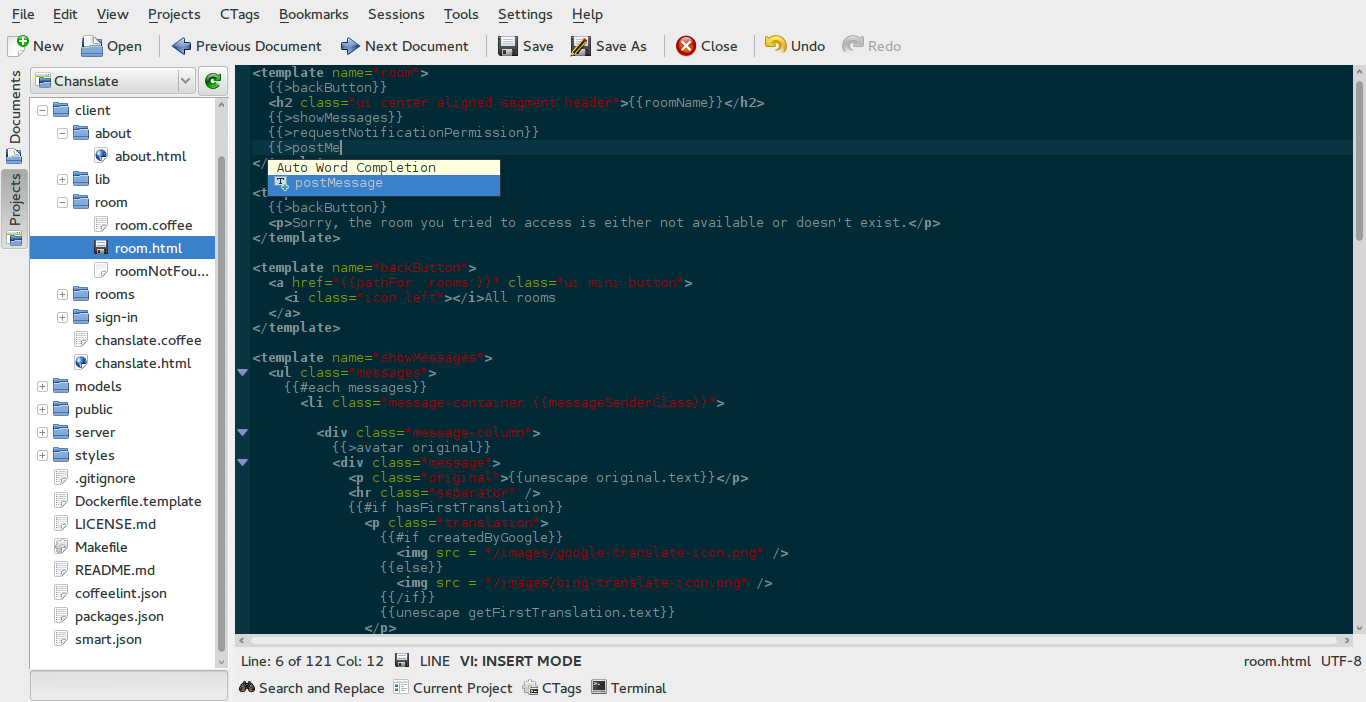 File Edit View Projects CTags Bookmarks Sessions Tools Settings Help
New Open Previous Document Next Document Save Save As Close Undo Redo
Documents
Projects
Chanslate
client
about
about.html
lib
room
room.coffee
room.html
roomNotFou...
rooms
sign-in
chanslate.coffee
chanslate.html
models
public
server
styles
.gitignore
Dockerfile.template
LICENSE.md
Makefile
README.md
coffeelint.json
packages.json
smart.json
<template name="room">
{{>backButton}}
<h2 class="ui center aligned segment header">{{roomName}}</h2>
{{>showMessages}}
{{>requestNotificationPermission}}
{{>postMe
</
Auto Word Completion
postMessage
<t
{{>backButton}}
<p>Sorry, the room you tried to access is either not available or doesn't exist.</p>
</template>
<template name="backButton">
<a href="{{pathFor 'rooms'}}" class="ui mini button">
<i class="icon left"></i>All rooms
</a>
</template>
<template name="showMessages">
<ul class="messages">
{{#each messages}}
<li class="message-container {{messageSenderClass}}">
<div class="message-column">
{{>avatar original}}
<div class="message">
<p class="original">{{unescape original.text}}</p>
<hr class="separator" />
{{#if hasFirstTranslation}}
<p class="translation">
{{#if createdByGoogle}}
<img src = "/images/google-translate-icon.png" />
{{else}}
<img src = "/images/bing-translate-icon.png" />
{{/if}}
{{unescape getFirstTranslation.text}}
</p>
Line: 6 of 121 Col: 12 LINE VI: INSERT MODE room.html UTF-8
Search and Replace Current Project CTags Terminal